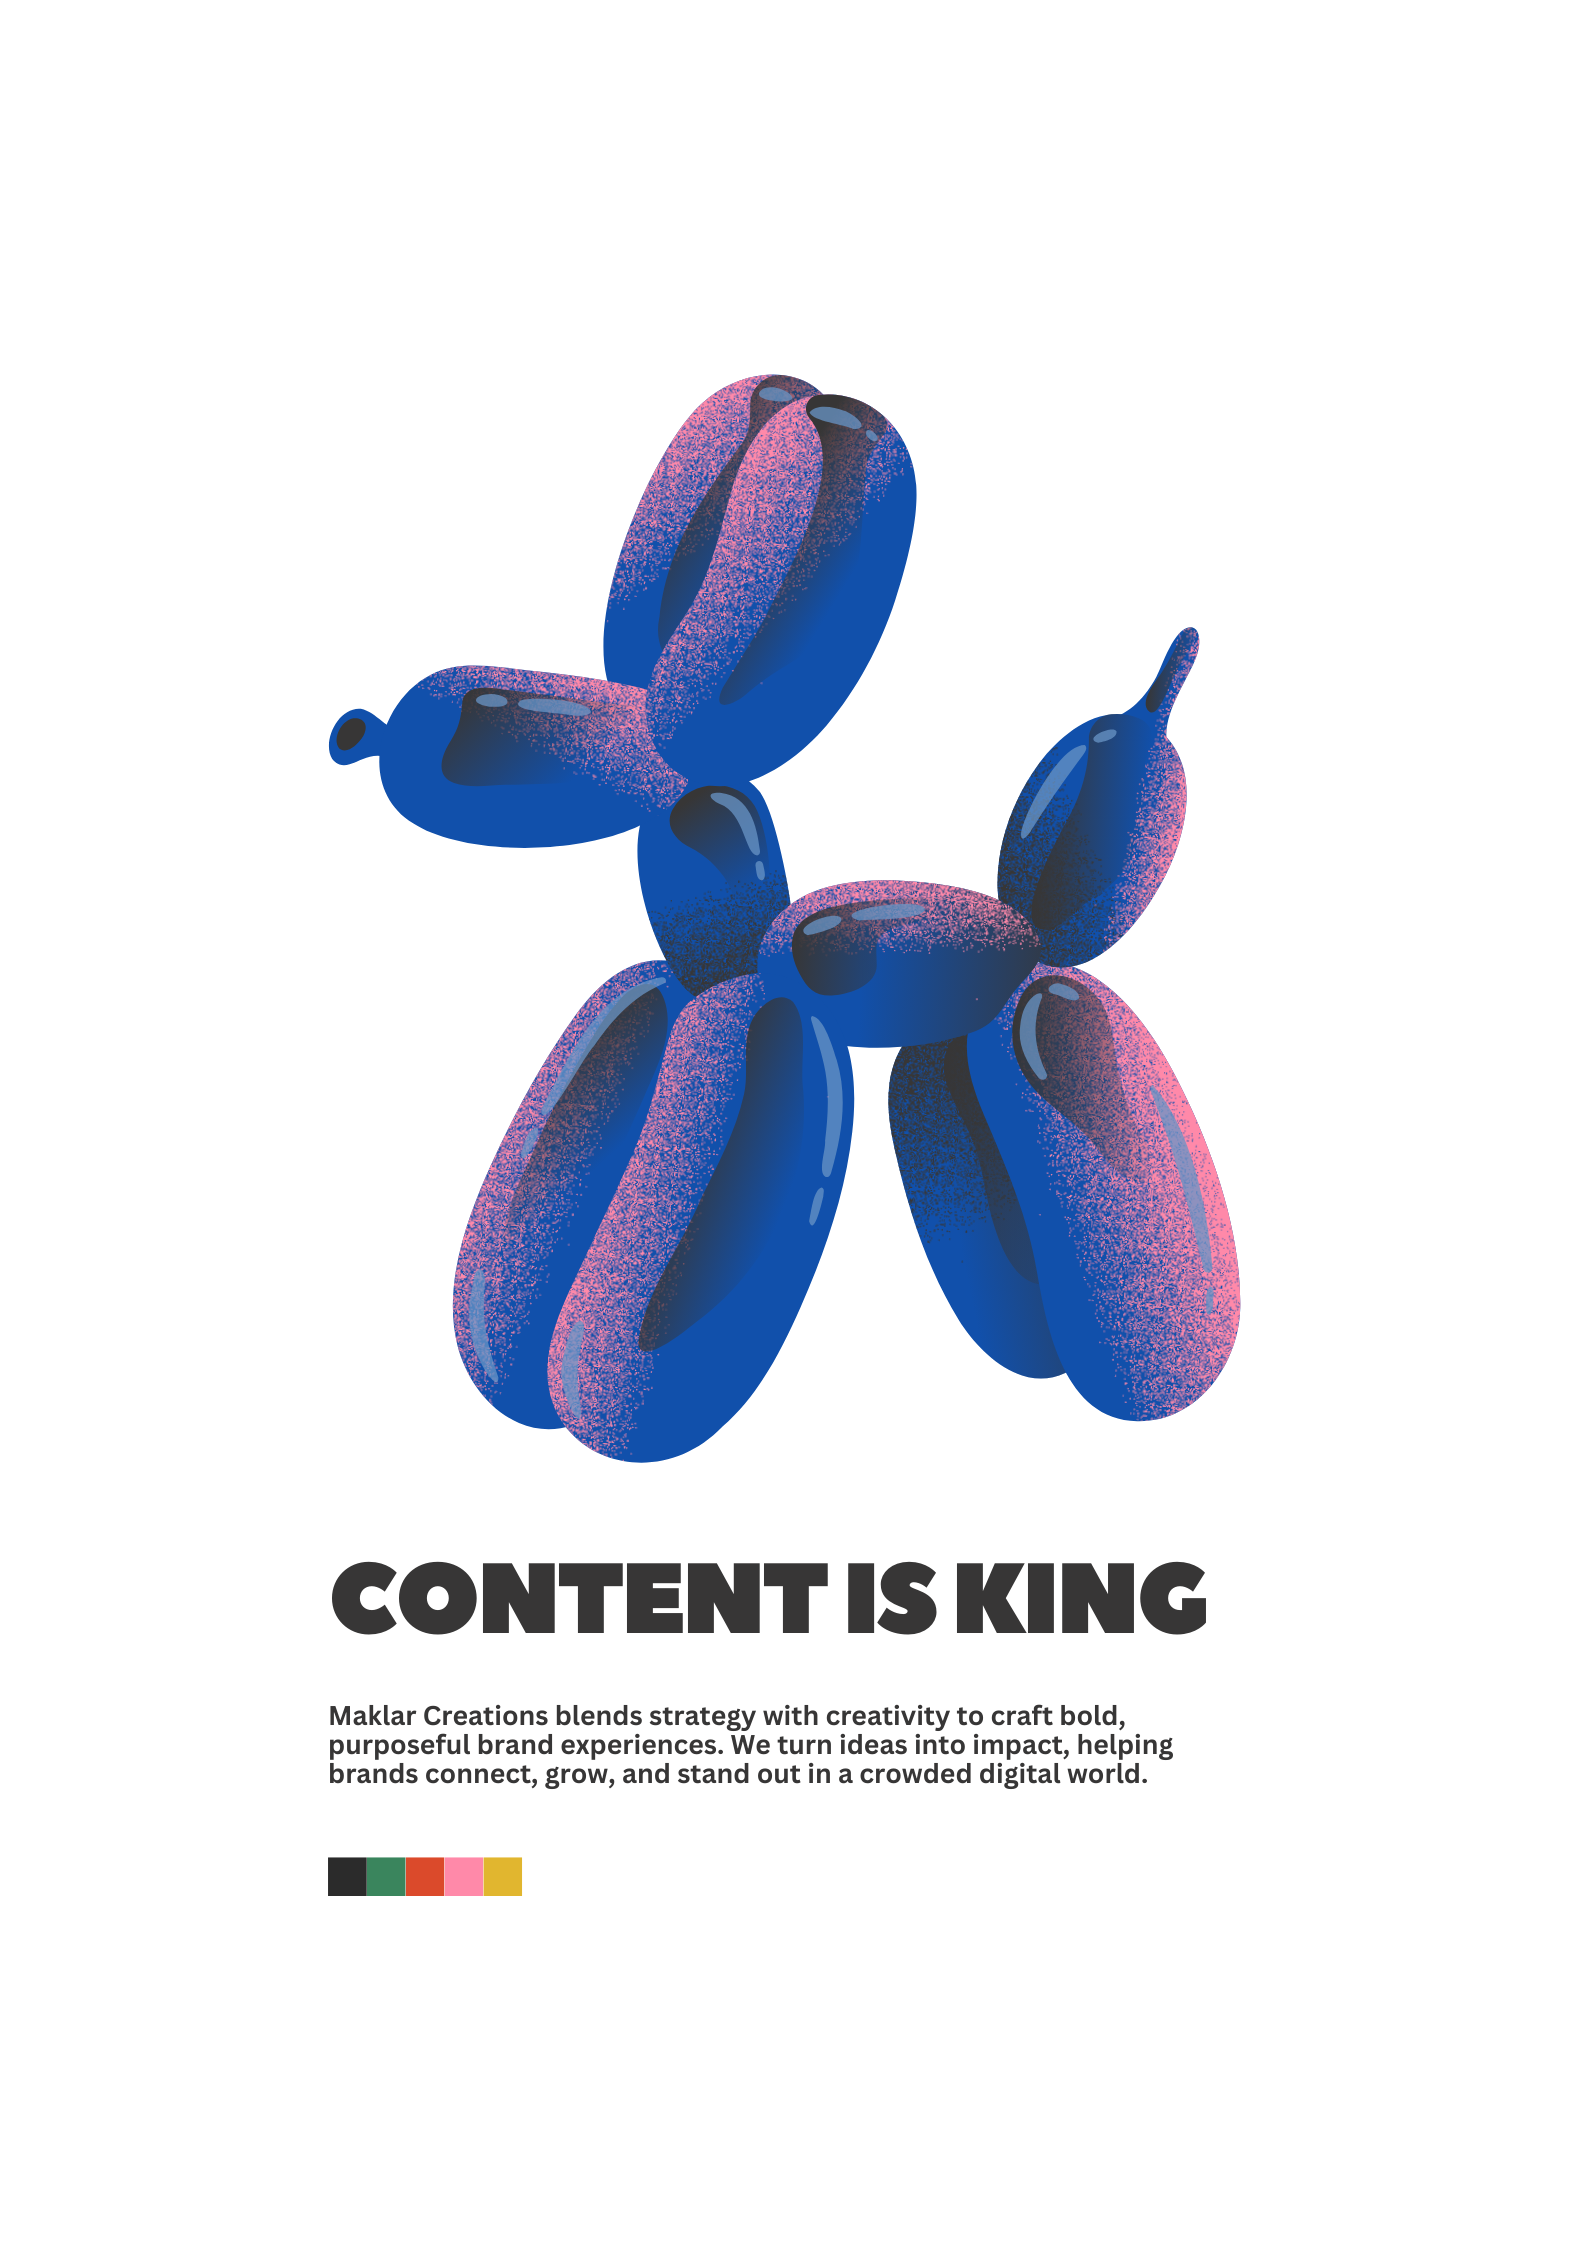 CONTENT IS KING
Maklar Creations blends strategy with creativity to craft bold,
purposeful brand experiences. We turn ideas into impact, helping
brands connect, grow, and stand out in a crowded digital world.